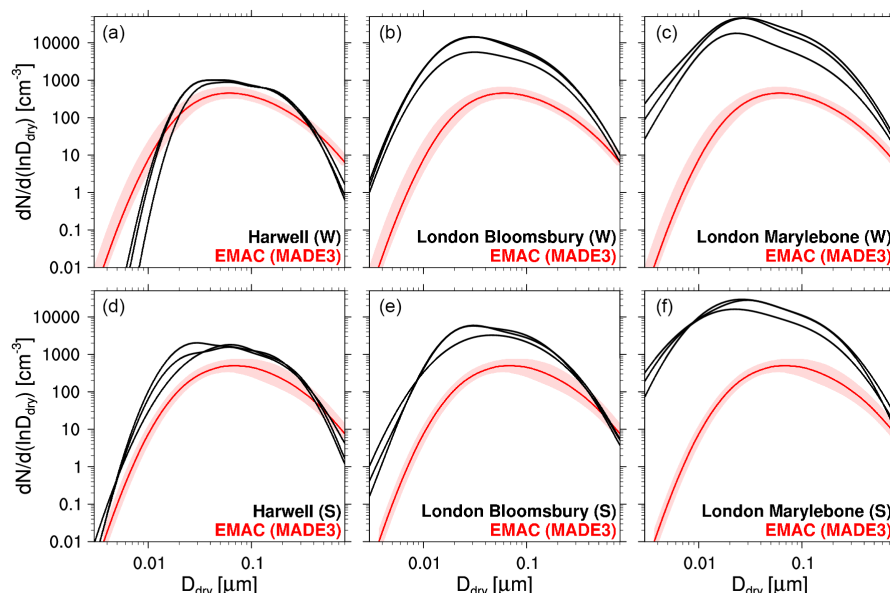 (a) (b) (c)
10000
1000
100
10
1
0.1
0.01
dN/d(lnD_dry) [cm^-3]
Harwell (W)
EMAC (MADE3)
London Bloomsbury (W)
EMAC (MADE3)
London Marylebone (W)
EMAC (MADE3)
(d) (e) (f)
10000
1000
100
10
1
0.1
0.01
dN/d(lnD_dry) [cm^-3]
Harwell (S)
EMAC (MADE3)
London Bloomsbury (S)
EMAC (MADE3)
London Marylebone (S)
EMAC (MADE3)
0.01 0.1 0.01 0.1 0.01 0.1
D_dry [μm] D_dry [μm] D_dry [μm]